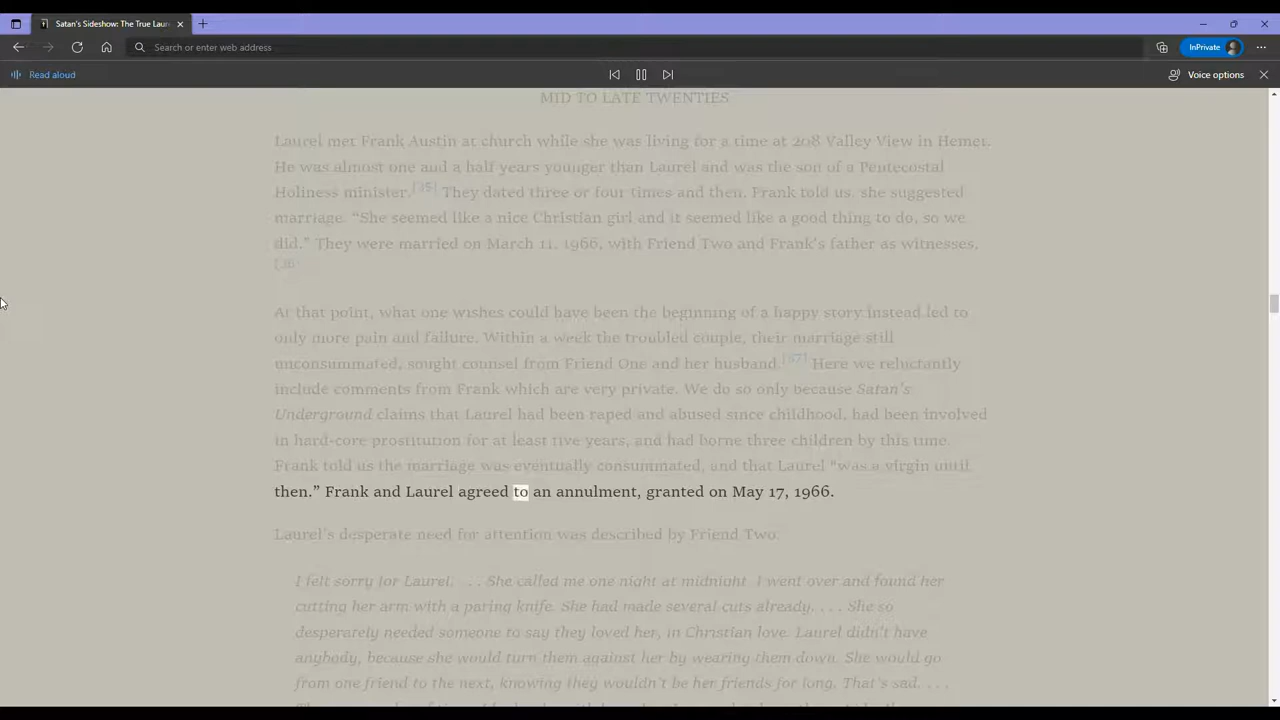 Satan's Sideshow: The True Laur
Search or enter web address
InPrivate
Read aloud
Voice options
MID TO LATE TWENTIES
Laurel met Frank Austin at church while she was living for a time at 208 Valley View in Hemet.
He was almost one and a half years younger than Laurel and was the son of a Pentecostal
Holiness minister.[35] They dated three or four times and then, Frank told us, she suggested
marriage. “She seemed like a nice Christian girl and it seemed like a good thing to do, so we
did.” They were married on March 11, 1966, with Friend Two and Frank's father as witnesses.
[36]
At that point, what one wishes could have been the beginning of a happy story instead led to
only more pain and failure. Within a week the troubled couple, their marriage still
unconsummated, sought counsel from Friend One and her husband.[37] Here we reluctantly
include comments from Frank which are very private. We do so only because Satan's
Underground claims that Laurel had been raped and abused since childhood, had been involved
in hard-core prostitution for at least five years, and had borne three children by this time.
Frank told us the marriage was eventually consummated, and that Laurel “was a virgin until
then.” Frank and Laurel agreed to an annulment, granted on May 17, 1966.
Laurel's desperate need for attention was described by Friend Two:
I felt sorry for Laurel. . . . She called me one night at midnight. I went over and found her
cutting her arm with a paring knife. She had made several cuts already. . . . She so
desperately needed someone to say they loved her, in Christian love. Laurel didn't have
anybody, because she would turn them against her by wearing them down. She would go
from one friend to the next, knowing they wouldn't be her friends for long. That's sad. . . .